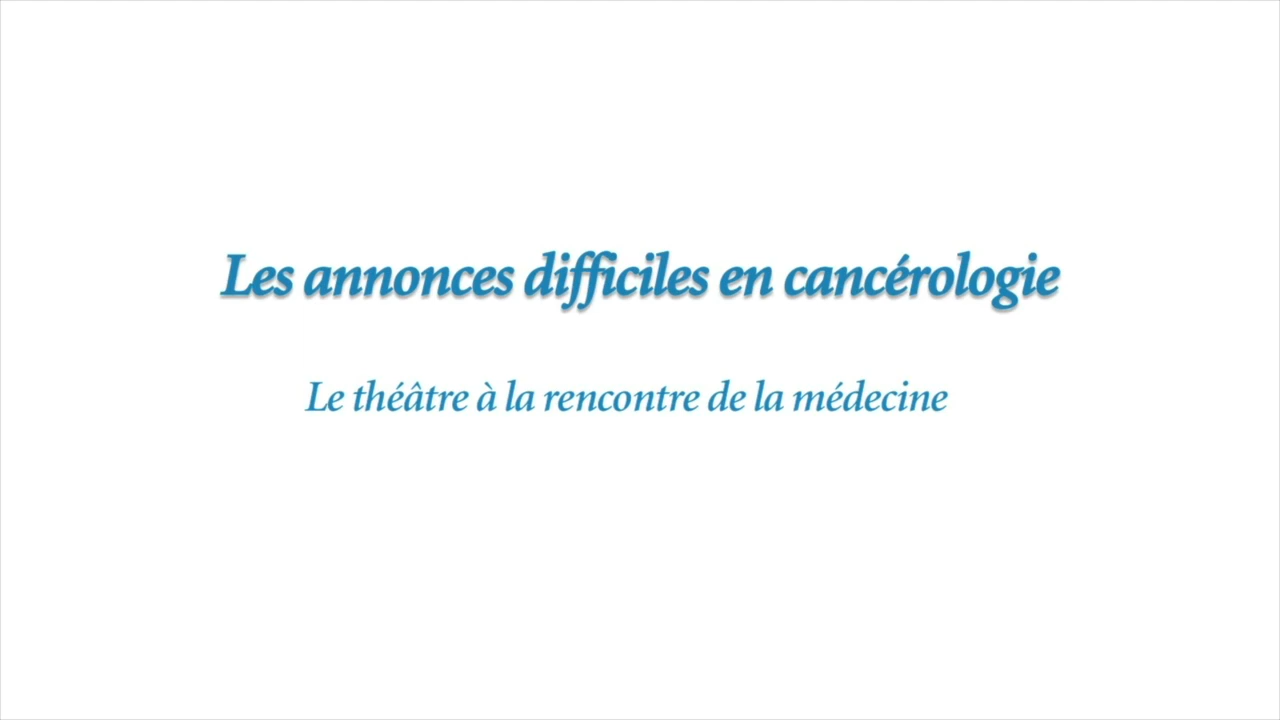 Les annonces difficiles en cancérologie
Le théâtre à la rencontre de la médecine